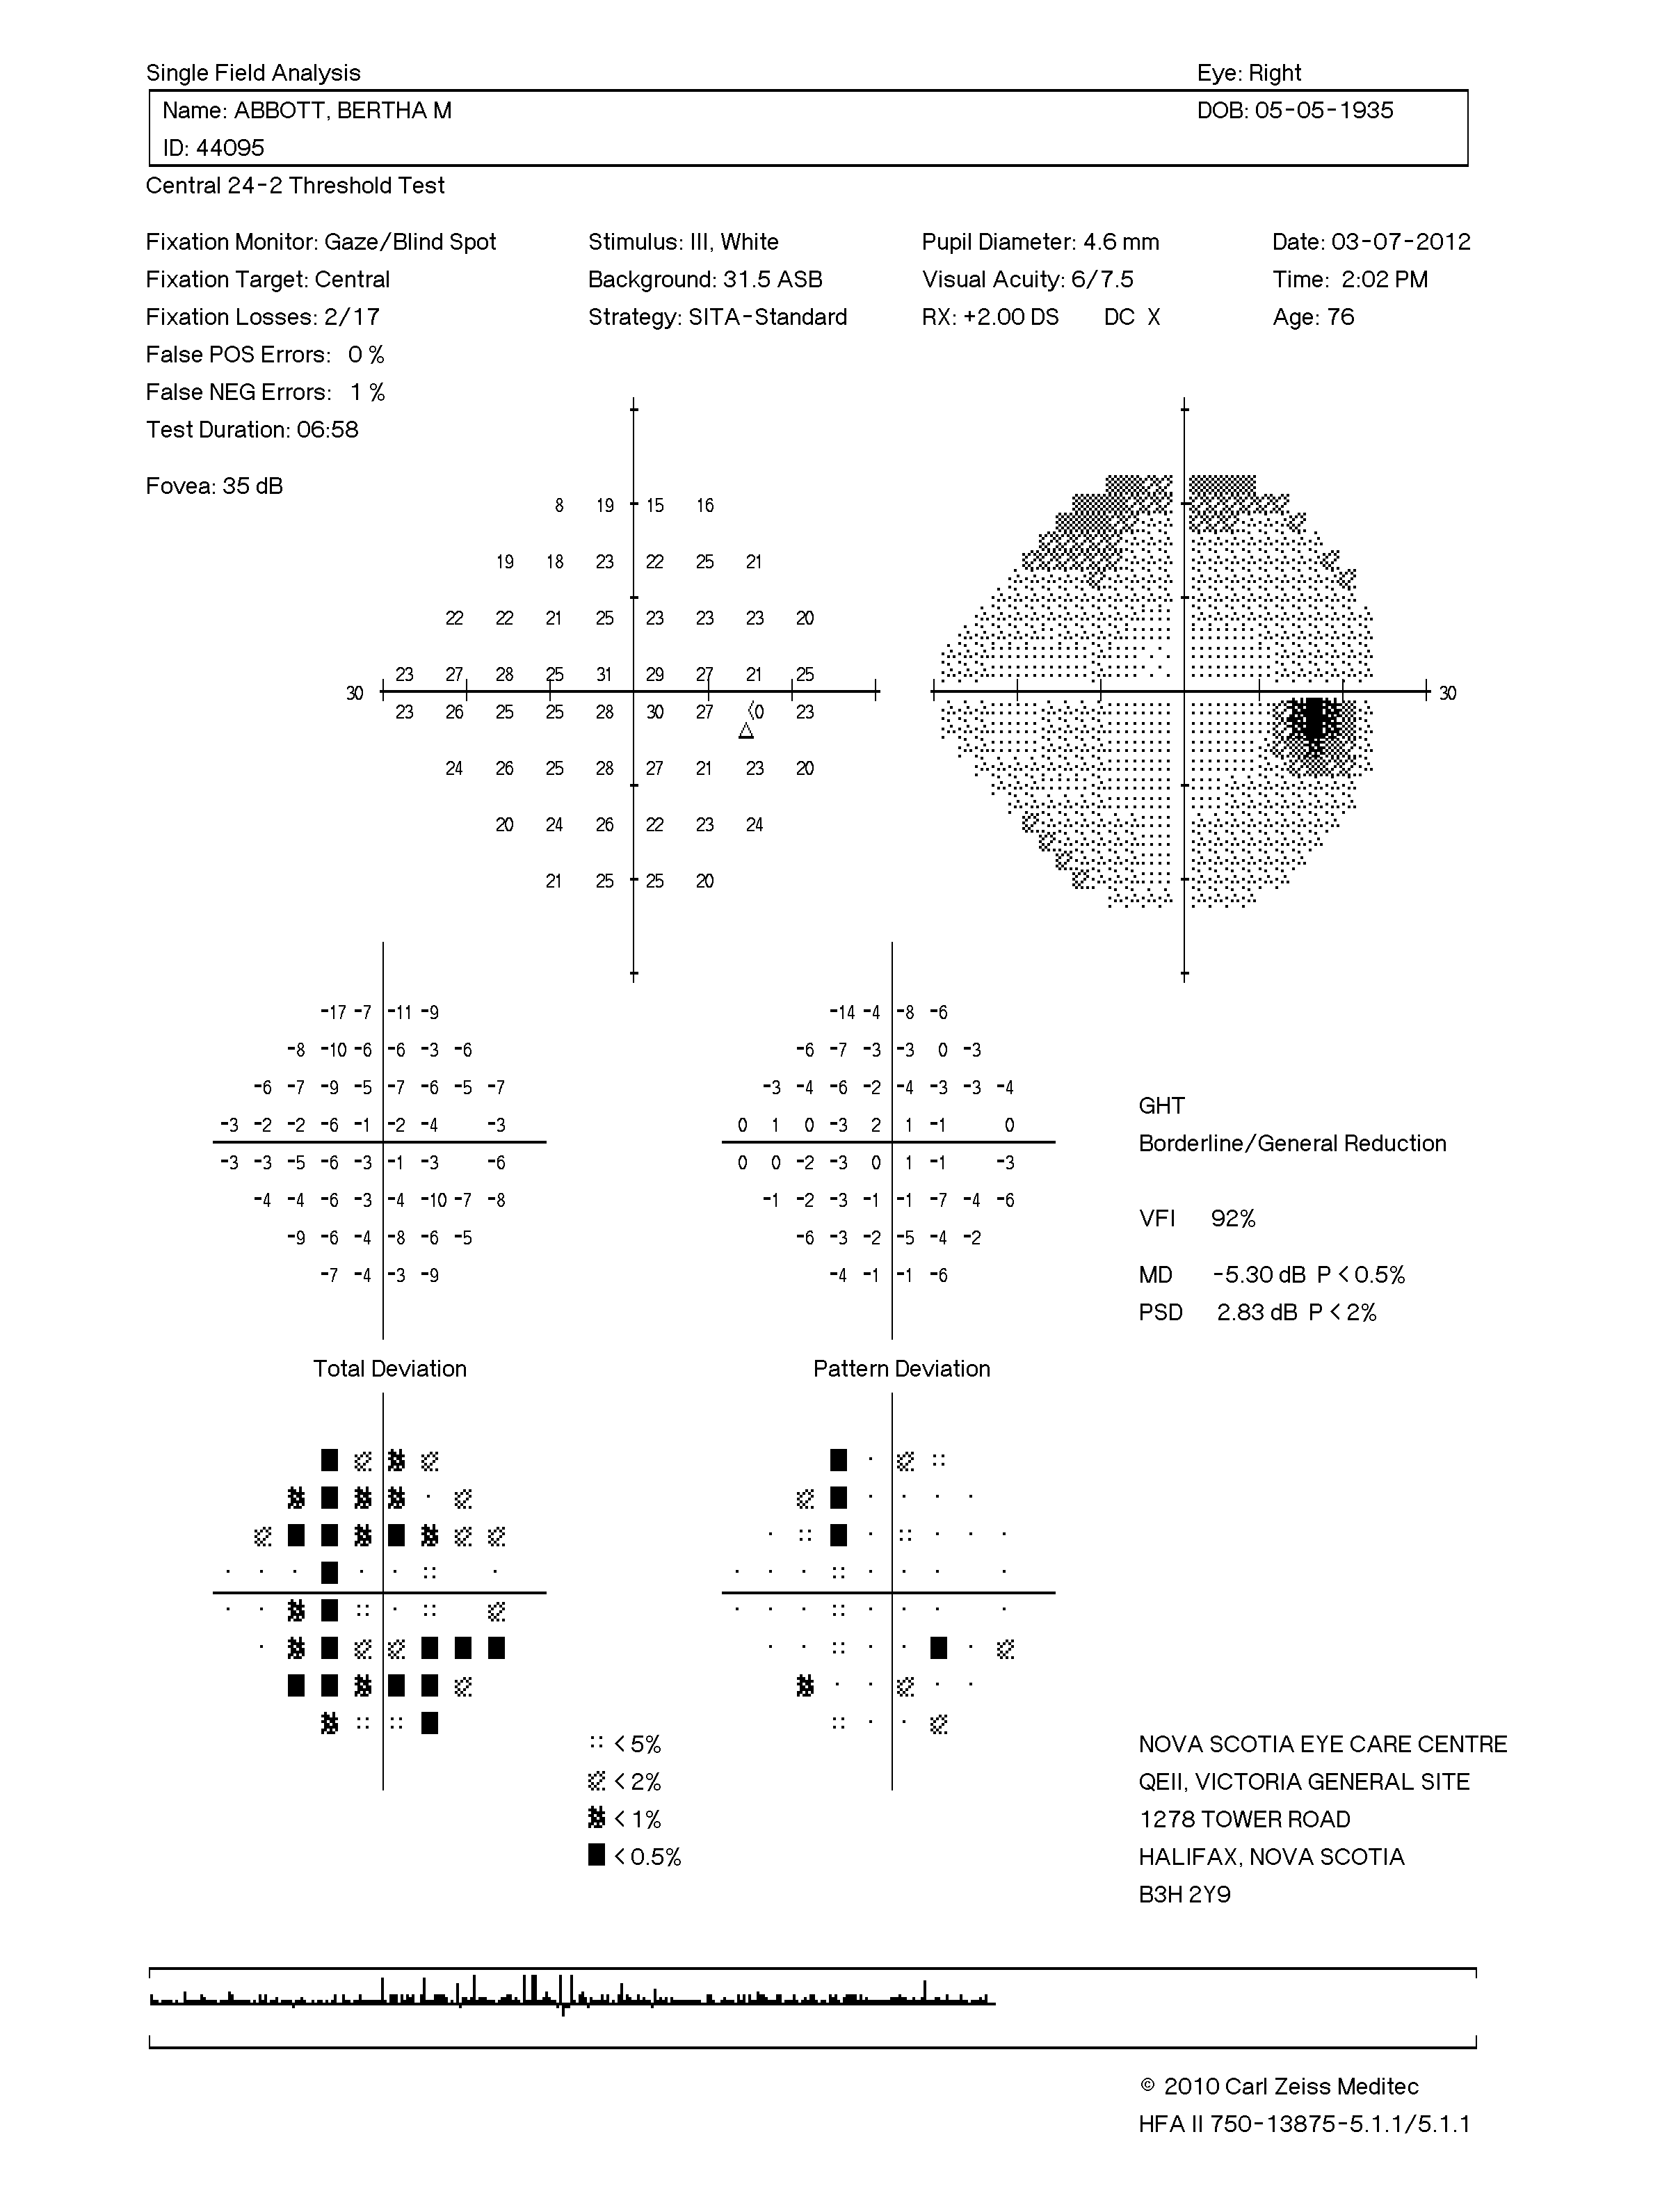 Single Field Analysis Eye: Right
Name: ABBOTT, BERTHA M DOB: 05-05-1935
ID: 44095
Central 24-2 Threshold Test
Fixation Monitor: Gaze/Blind Spot Stimulus: III, White Pupil Diameter: 4.6 mm Date: 03-07-2012
Fixation Target: Central Background: 31.5 ASB Visual Acuity: 6/7.5 Time: 2:02 PM
Fixation Losses: 2/17 Strategy: SITA-Standard RX: +2.00 DS DC X Age: 76
False POS Errors: 0 %
False NEG Errors: 1 %
Test Duration: 06:58
Fovea: 35 dB
8 19 15 16
19 18 23 22 25 21
22 22 21 25 23 23 23 20
23 27 28 25 31 29 27 21 25
30 30
23 26 25 25 28 30 27 <0 23
24 26 25 28 27 21 23 20
20 24 26 22 23 24
21 25 25 20
-17 -7 -11 -9 -14 -4 -8 -6
-8 -10 -6 -6 -3 -6 -6 -7 -3 -3 0 -3
-6 -7 -9 -5 -7 -6 -5 -7 -3 -4 -6 -2 -4 -3 -3 -4
GHT
-3 -2 -2 -6 -1 -2 -4 -3 0 1 0 -3 2 1 -1 0
Borderline/General Reduction
-3 -3 -5 -6 -3 -1 -3 -6 0 0 -2 -3 0 1 -1 -3
-4 -4 -6 -3 -4 -10 -7 -8 -1 -2 -3 -1 -1 -7 -4 -6
VFI 92%
-9 -6 -4 -8 -6 -5 -6 -3 -2 -5 -4 -2
-7 -4 -3 -9 -4 -1 -1 -6 MD -5.30 dB P < 0.5%
PSD 2.83 dB P < 2%
Total Deviation Pattern Deviation
< 5% NOVA SCOTIA EYE CARE CENTRE
< 2% QEII, VICTORIA GENERAL SITE
< 1% 1278 TOWER ROAD
< 0.5% HALIFAX, NOVA SCOTIA
B3H 2Y9
© 2010 Carl Zeiss Meditec
HFA II 750-13875-5.1.1/5.1.1